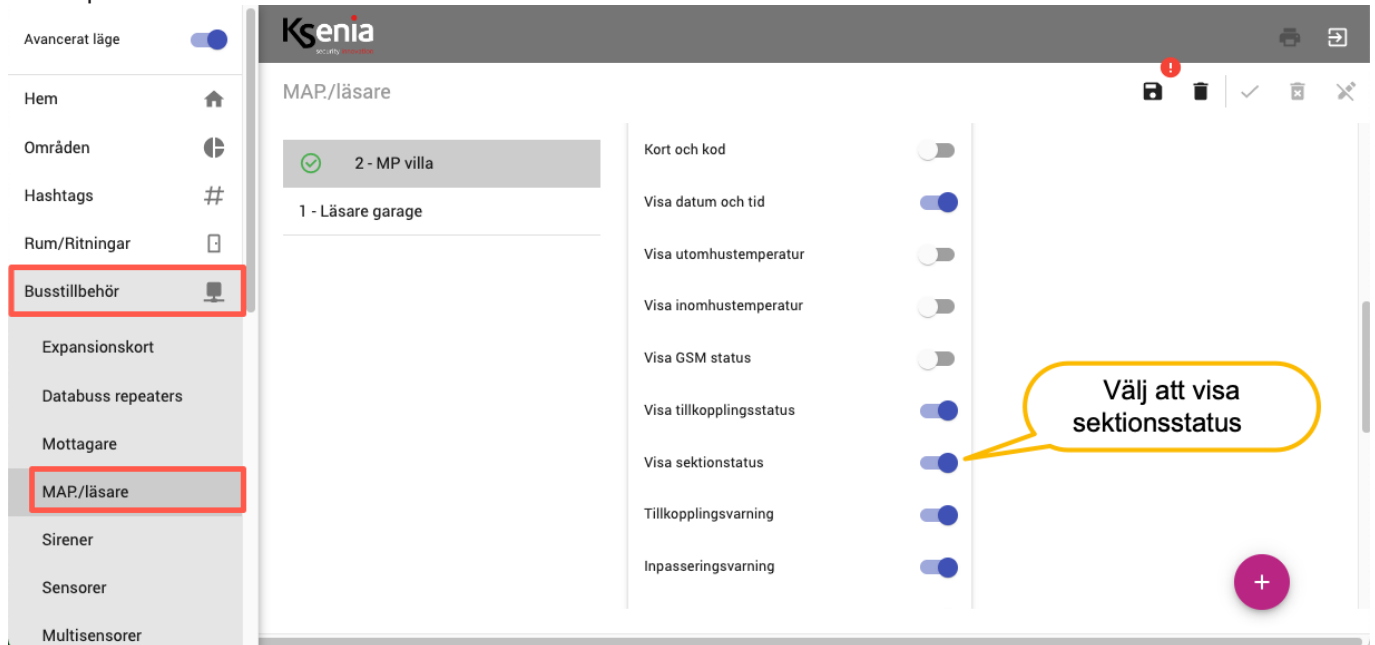 Avancerat läge
Hem
Områden
Hashtags
Rum/Ritningar
Busstillbehör
Expansionskort
Databuss repeaters
Mottagare
MAP./läsare
Sirener
Sensorer
Multisensorer
Ksenia
security innovation
MAP./läsare
!
2 - MP villa
1 - Läsare garage
Kort och kod
Visa datum och tid
Visa utomhustemperatur
Visa inomhustemperatur
Visa GSM status
Visa tillkopplingsstatus
Visa sektionstatus
Tillkopplingsvarning
Inpasseringsvarning
Välj att visa
sektionsstatus